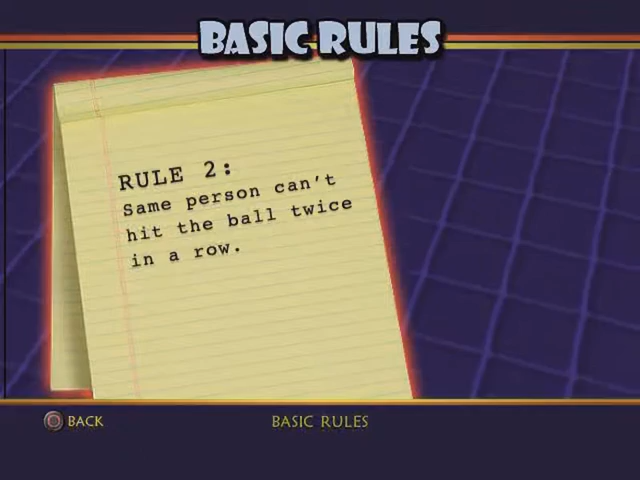 BASIC RULES
RULE 2:
Same person can't
hit the ball twice
in a row.
BACK
BASIC RULES